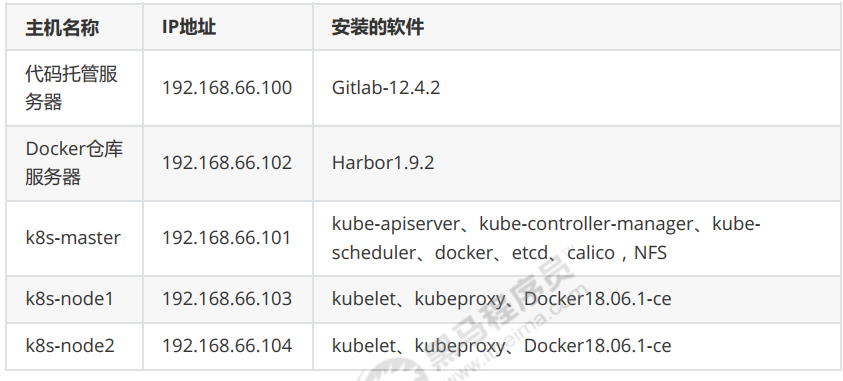 主机名称 IP地址 安装的软件
代码托管服
务器
192.168.66.100 Gitlab-12.4.2
Docker仓库
服务器
192.168.66.102 Harbor1.9.2
k8s-master 192.168.66.101
kube-apiserver、kube-controller-manager、kube-
scheduler、docker、etcd、calico，NFS
k8s-node1 192.168.66.103 kubelet、kubeproxy、Docker18.06.1-ce
k8s-node2 192.168.66.104 kubelet、kubeproxy、Docker18.06.1-ce
黑马程序员